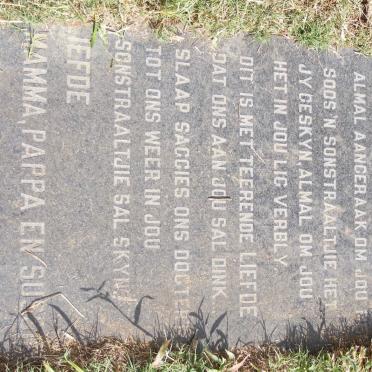 ALMAL AANGERAAK OM JOU
SOOS N SONSTRAALTJIE HET
JY GESKYN ALMAL OM JOU
HET IN JOU LIG VERBLY
DIT IS MET TEERENDE LIEFDE
DAT ONS AAN JOU SAL DINK
SLAAP SAGGIES ONS DOGTE
TOT ONS WEER IN JOU
SONSTRAALTJIE SAL SKYN
LIEFDE
MAMMA, PAPPA EN SU